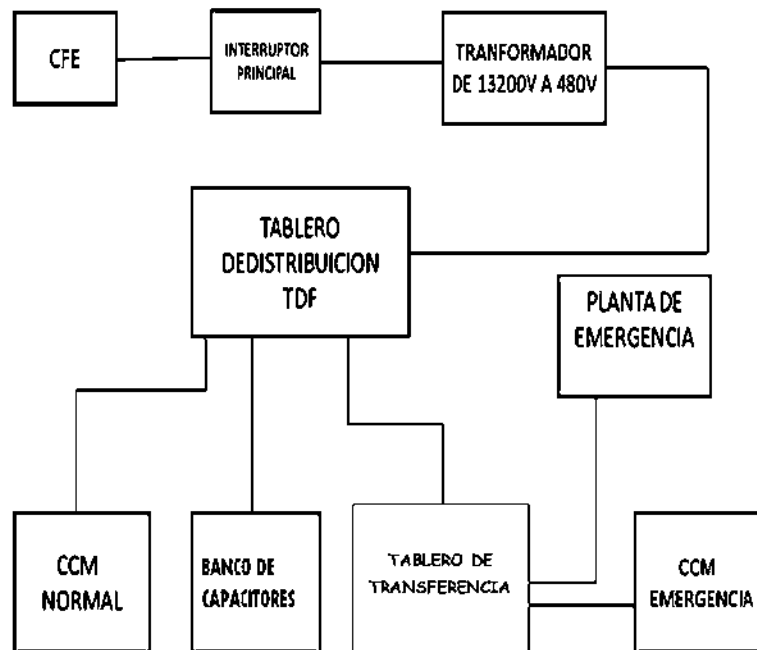 CFE
INTERRUPTOR
PRINCIPAL
TRANFORMADOR
DE 13200V A 480V
TABLERO
DEDISTRIBUICION
TDF
PLANTA DE
EMERGENCIA
CCM
NORMAL
BANCO DE
CAPACITORES
TABLERO DE
TRANSFERENCIA
CCM
EMERGENCIA